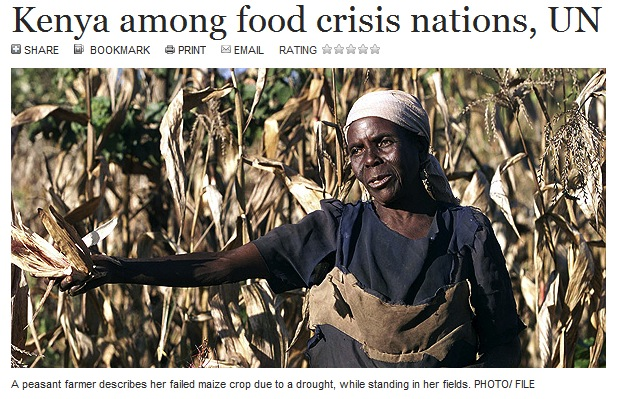 Kenya among food crisis nations, UN
SHARE BOOKMARK PRINT EMAIL RATING
A peasant farmer describes her failed maize crop due to a drought, while standing in her fields. PHOTO/ FILE